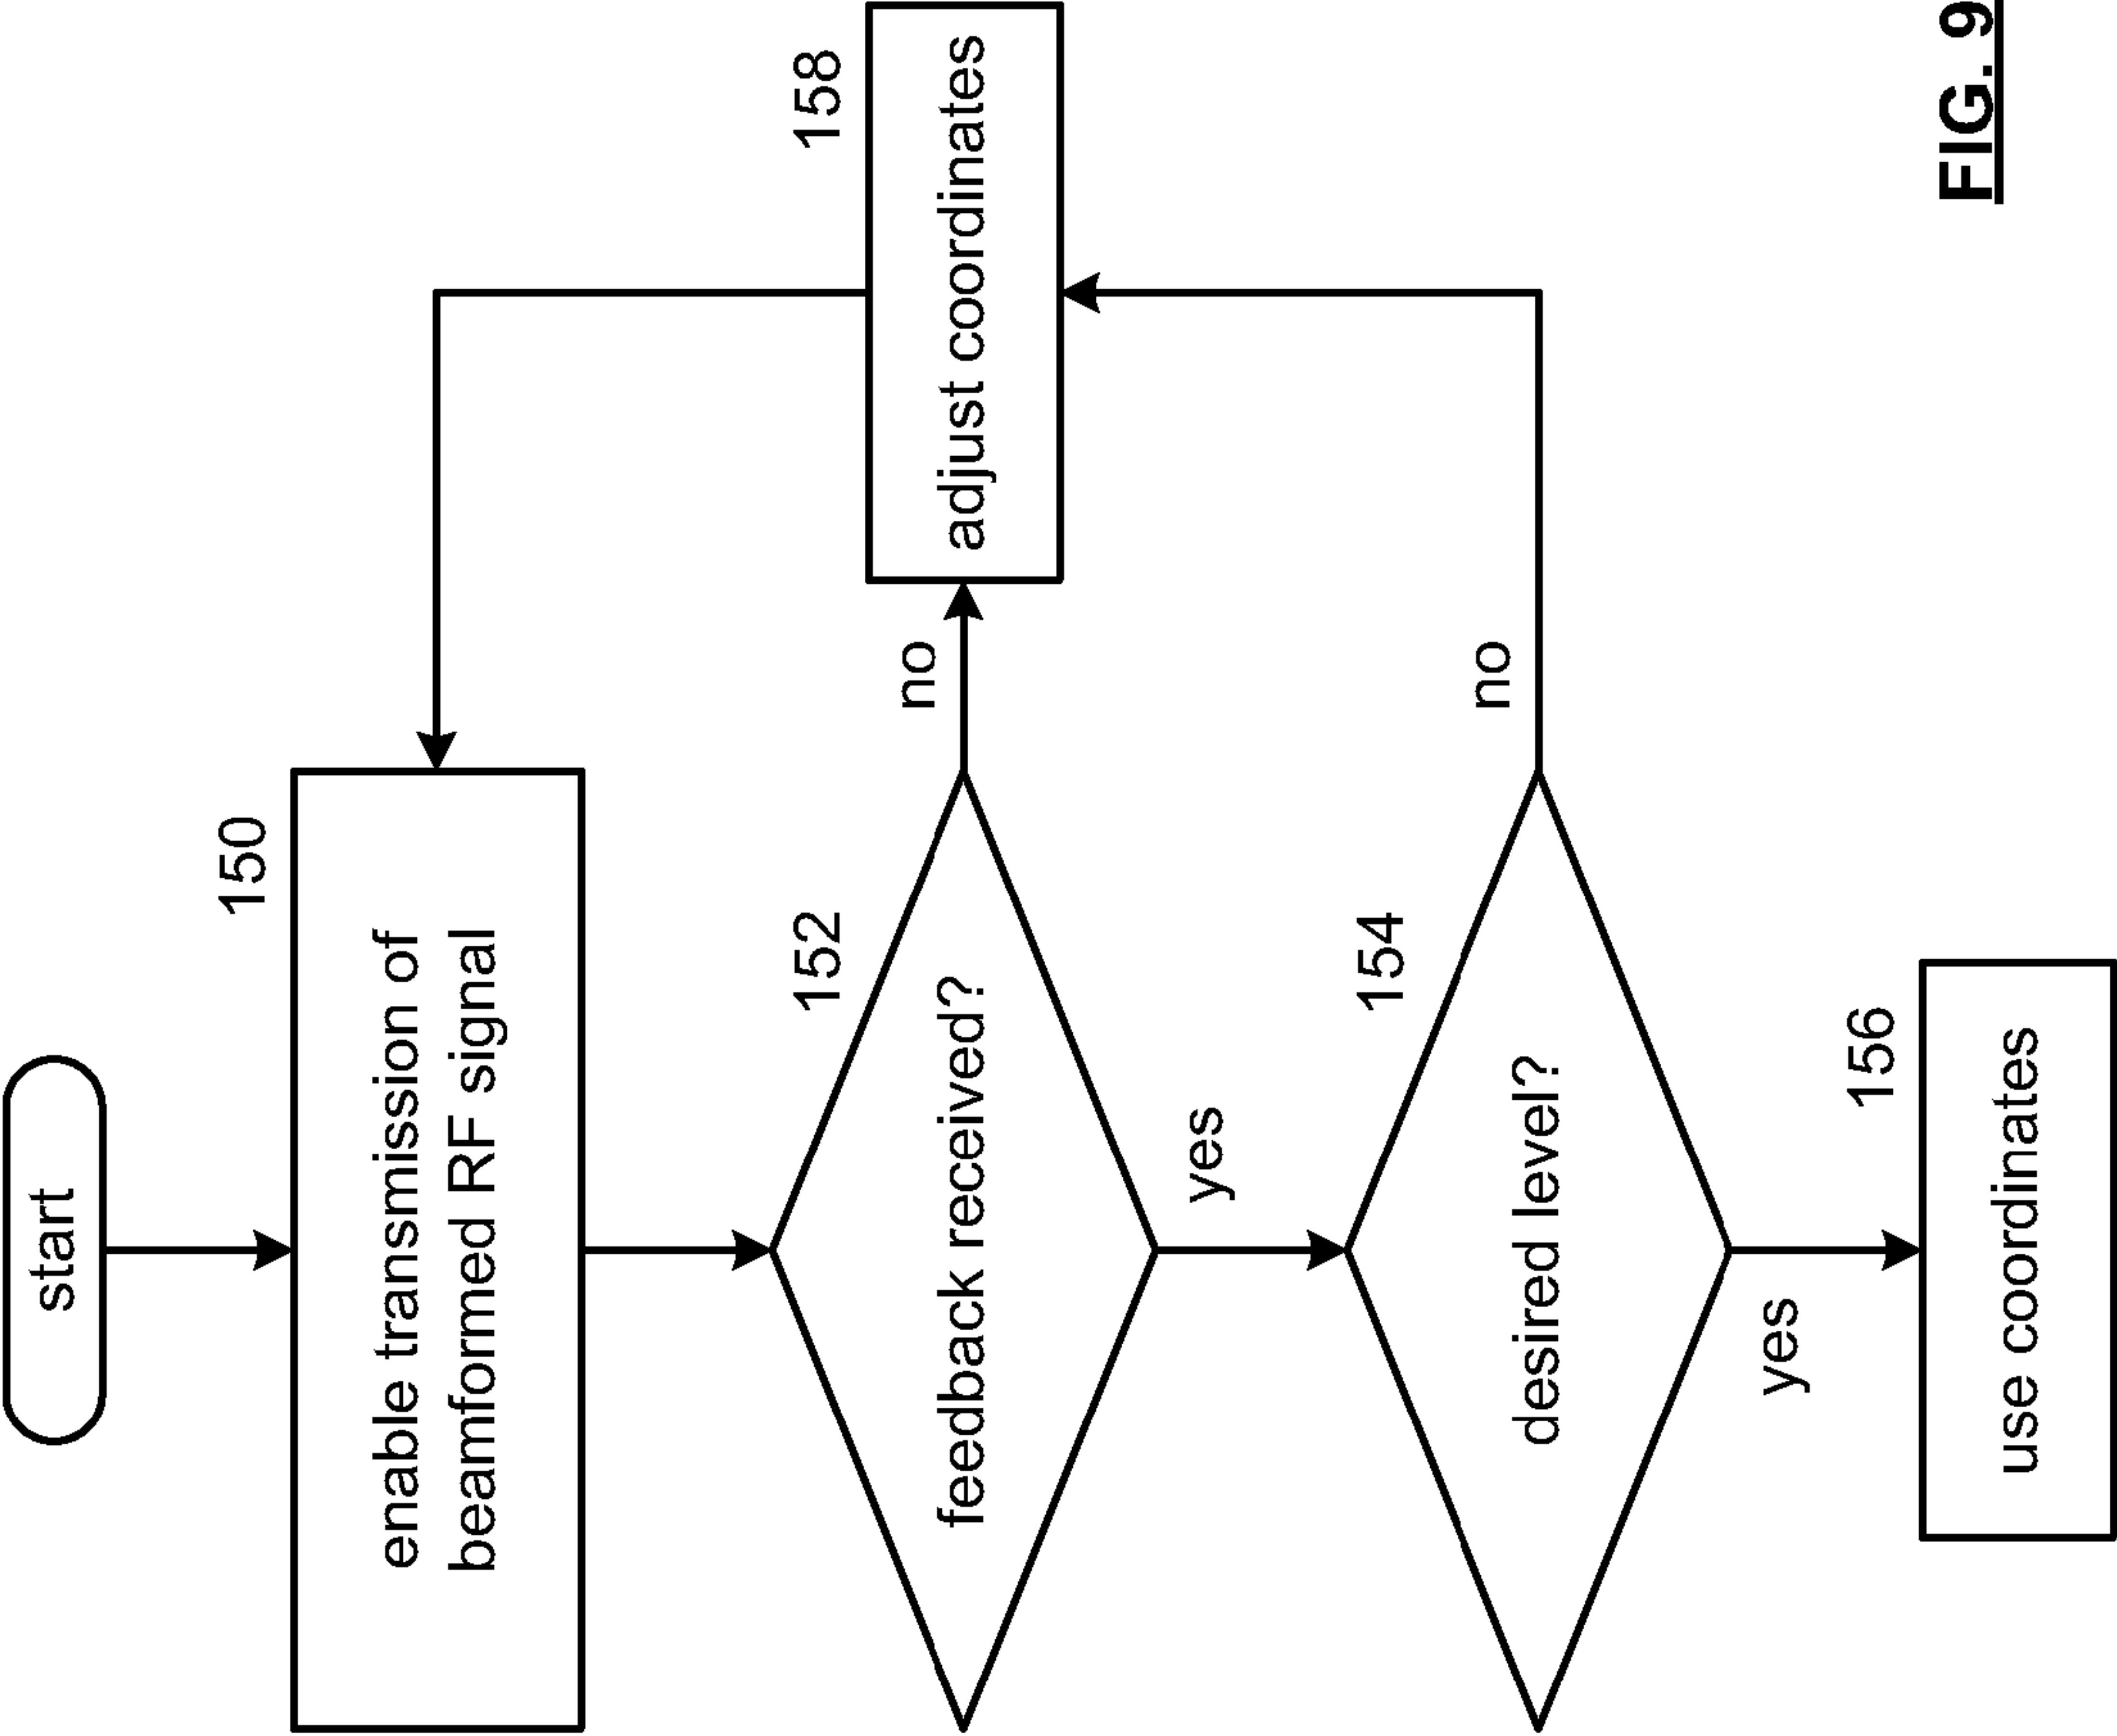 start
150
enable transmission of
beamformed RF signal
152
feedback received?
no
158
adjust coordinates
yes
154
desired level?
no
yes
156
use coordinates
FIG. 9